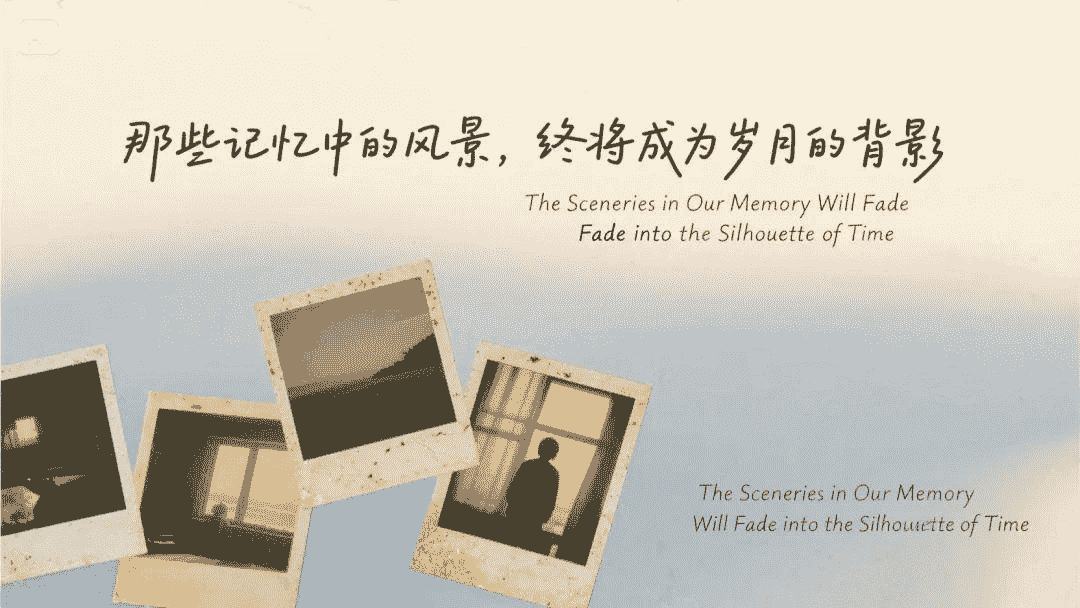 那些记忆中的风景，终将成为岁月的背影
The Sceneries in Our Memory Will Fade
Fade into the Silhouette of Time
The Sceneries in Our Memory
Will Fade into the Silhouette of Time